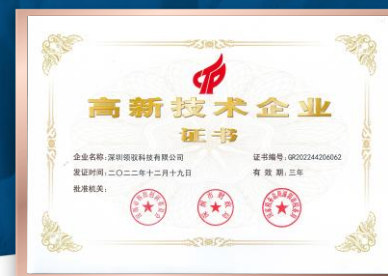 高新技术企业
证书
企业名称：深圳领驭科技有限公司
证书编号：GR202244206062
发证时间：二〇二二年十二月十九日
有 效 期：三年
批准机关：